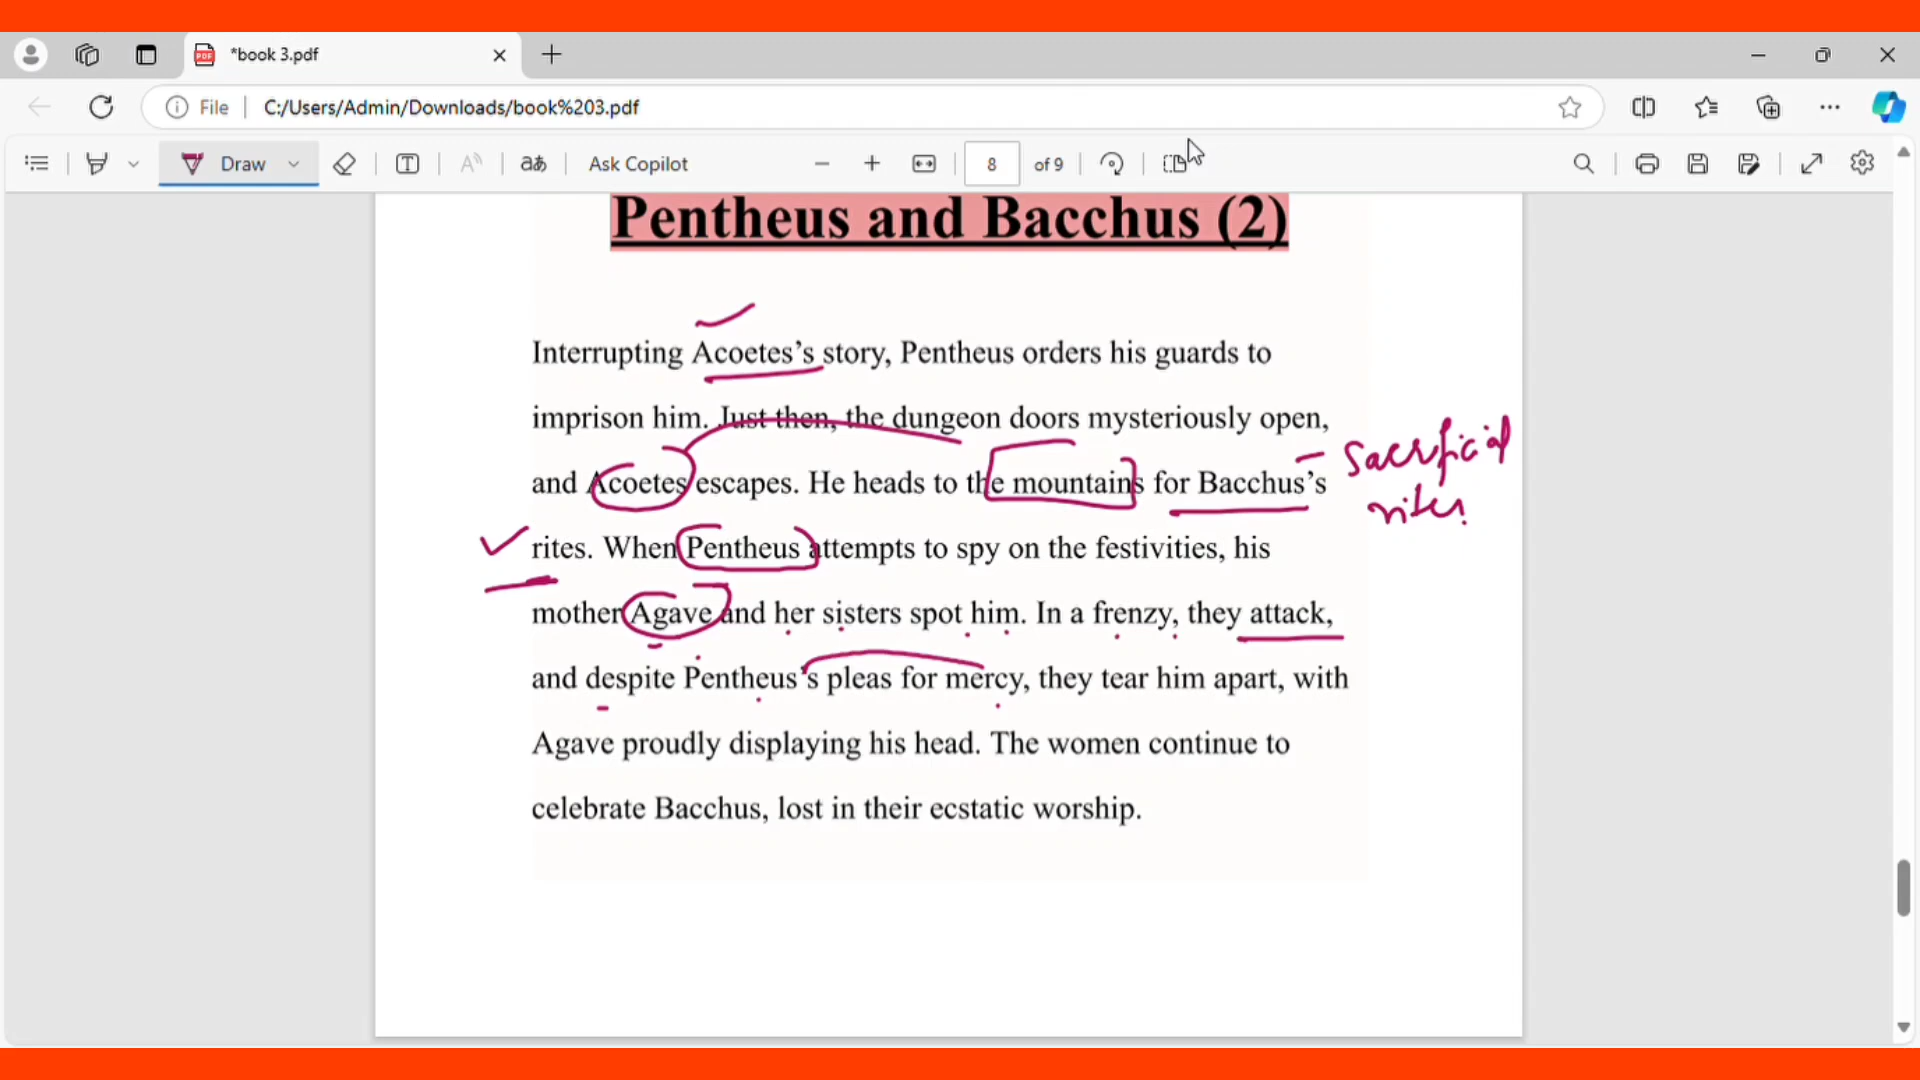 *book 3.pdf
File C:/Users/Admin/Downloads/book%203.pdf
Draw aあ Ask Copilot 8 of 9
Pentheus and Bacchus (2)
Interrupting Acoetes’s story, Pentheus orders his guards to
imprison him. Just then, the dungeon doors mysteriously open,
and Acoetes escapes. He heads to the mountains for Bacchus’s
Sacrificial
rites.
rites. When Pentheus attempts to spy on the festivities, his
mother Agave and her sisters spot him. In a frenzy, they attack,
and despite Pentheus’s pleas for mercy, they tear him apart, with
Agave proudly displaying his head. The women continue to
celebrate Bacchus, lost in their ecstatic worship.